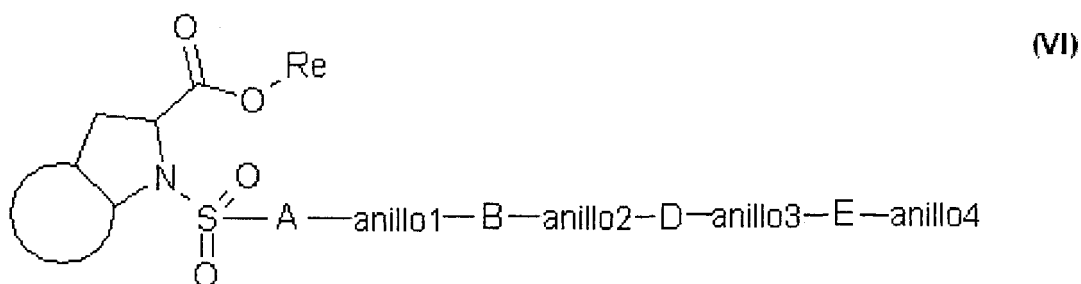 (VI)
O
Re
O
N
O
S—A—anillo1—B—anillo2—D—anillo3—E—anillo4
O